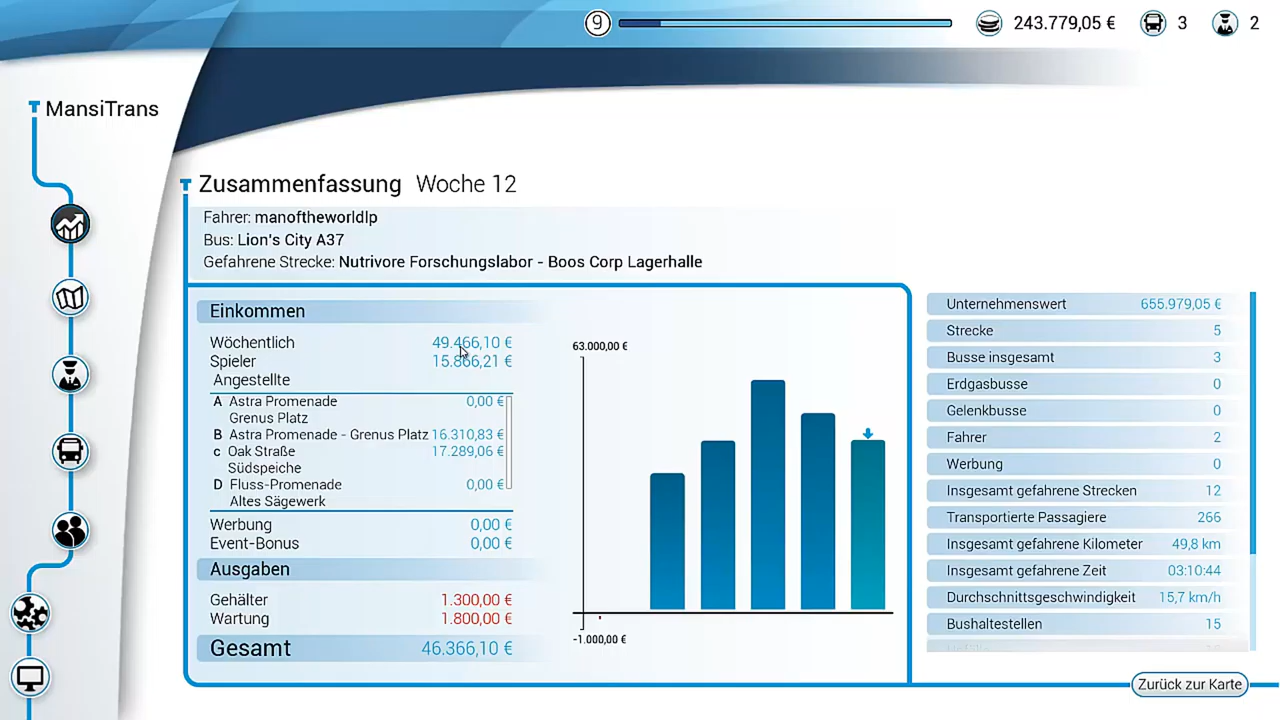 9
243.779,05 €
3
2
MansiTrans
Zusammenfassung Woche 12
Fahrer: manoftheworldlp
Bus: Lion's City A37
Gefahrene Strecke: Nutrivore Forschungslabor - Boos Corp Lagerhalle
Einkommen
Wöchentlich 49.466,10 €
Spieler 15.866,21 €
Angestellte
A Astra Promenade 0,00 €
Grenus Platz
B Astra Promenade - Grenus Platz 16.310,83 €
c Oak Straße 17.289,06 €
Südspeiche
D Fluss-Promenade 0,00 €
Altes Sägewerk
Werbung 0,00 €
Event-Bonus 0,00 €
Ausgaben
Gehälter 1.300,00 €
Wartung 1.800,00 €
Gesamt 46.366,10 €
63.000,00 €
-1.000,00 €
Unternehmenswert 655.979,05 €
Strecke 5
Busse insgesamt 3
Erdgasbusse 0
Gelenkbusse 0
Fahrer 2
Werbung 0
Insgesamt gefahrene Strecken 12
Transportierte Passagiere 266
Insgesamt gefahrene Kilometer 49,8 km
Insgesamt gefahrene Zeit 03:10:44
Durchschnittsgeschwindigkeit 15,7 km/h
Bushaltestellen 15
Zurück zur Karte